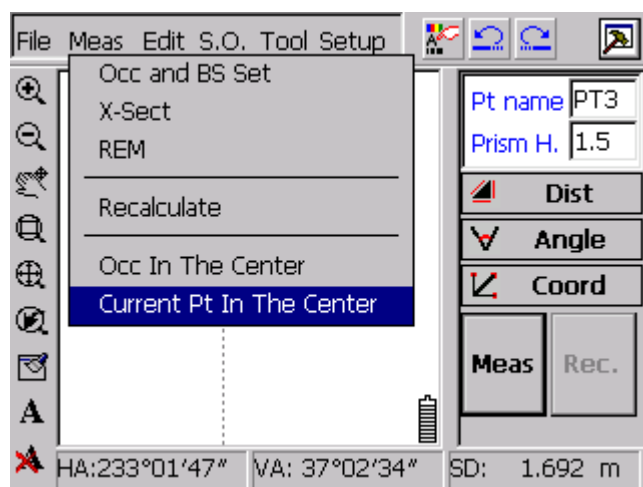 File Meas Edit S.O. Tool Setup
Occ and BS Set
X-Sect
REM
Recalculate
Occ In The Center
Current Pt In The Center
Pt name PT3
Prism H. 1.5
Dist
Angle
Coord
Meas Rec.
A
A
HA:233°01'47" VA: 37°02'34" SD: 1.692 m